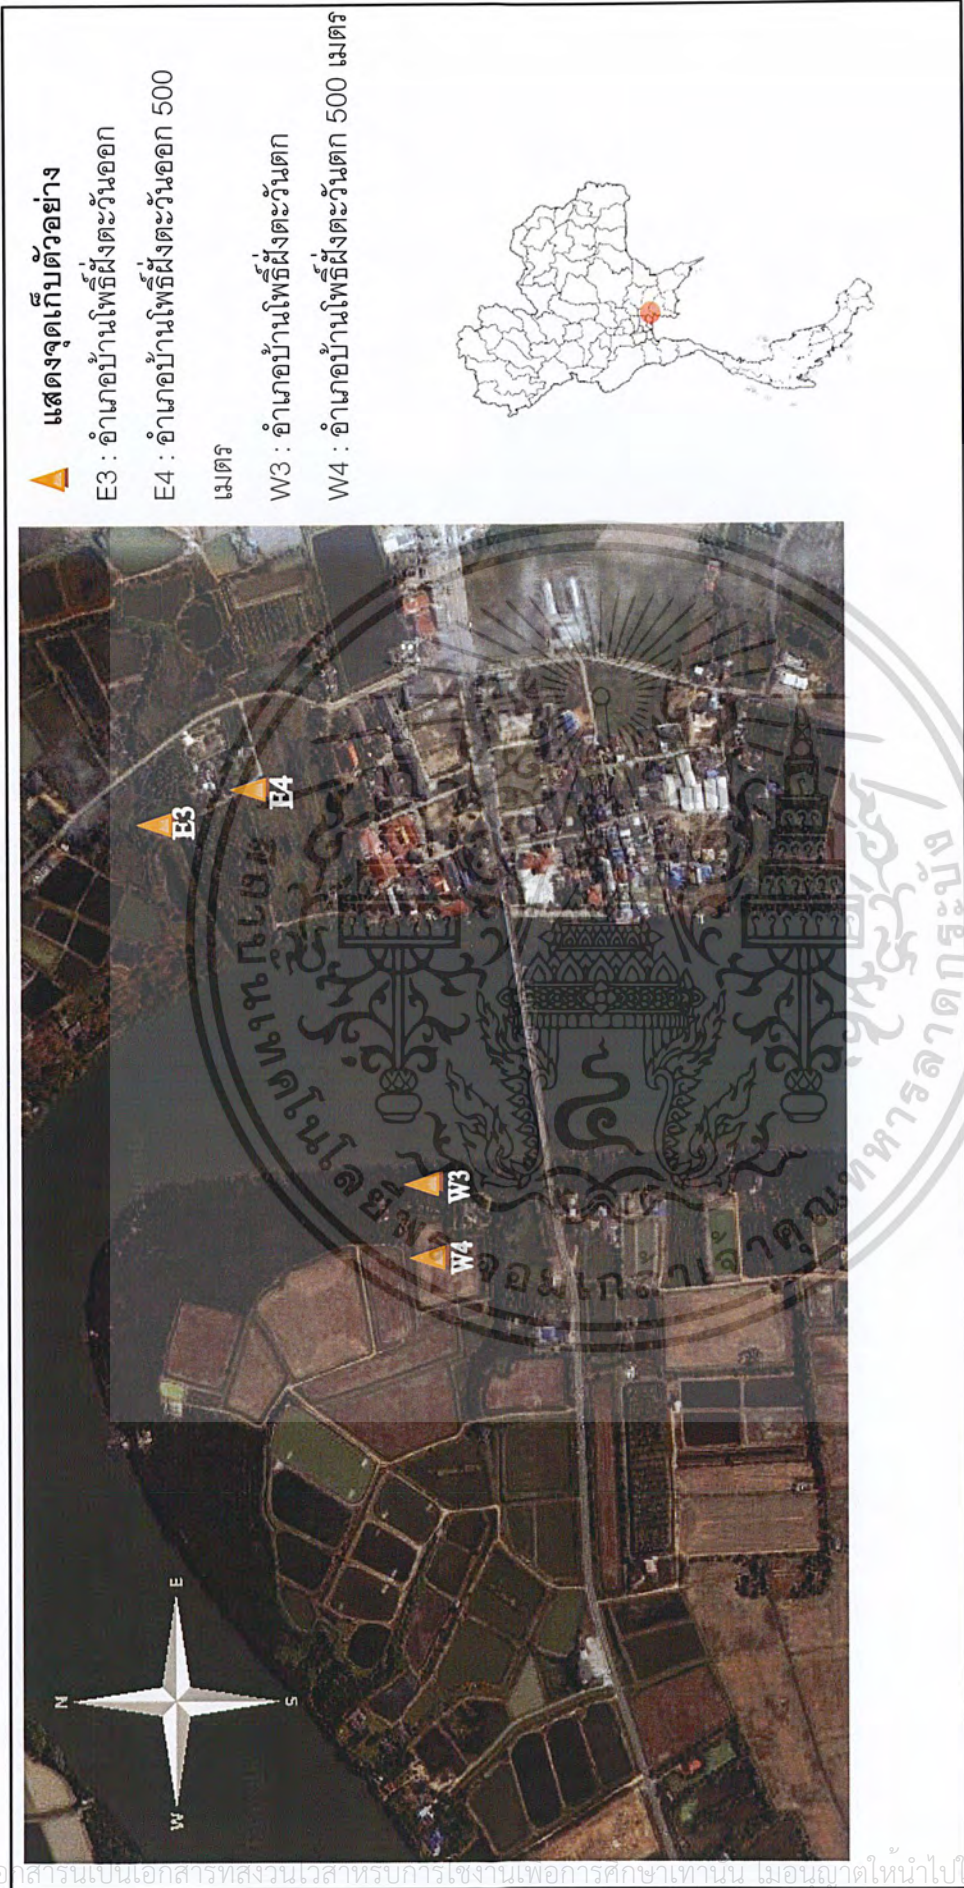 แสดงจุดเก็บตัวอย่าง
E3 : อำเภอบ้านโพธิ์ฝั่งตะวันออก
E4 : อำเภอบ้านโพธิ์ฝั่งตะวันออก 500
เมตร
W3 : อำเภอบ้านโพธิ์ฝั่งตะวันตก
W4 : อำเภอบ้านโพธิ์ฝั่งตะวันตก 500 เมตร
N
E
S
W
E3
E4
W3
W4
เอกสารนี้เป็นเอกสารที่สงวนไว้สำหรับการใช้งานเพื่อการศึกษาเท่านั้น ไม่อนุญาตให้นำไปใ